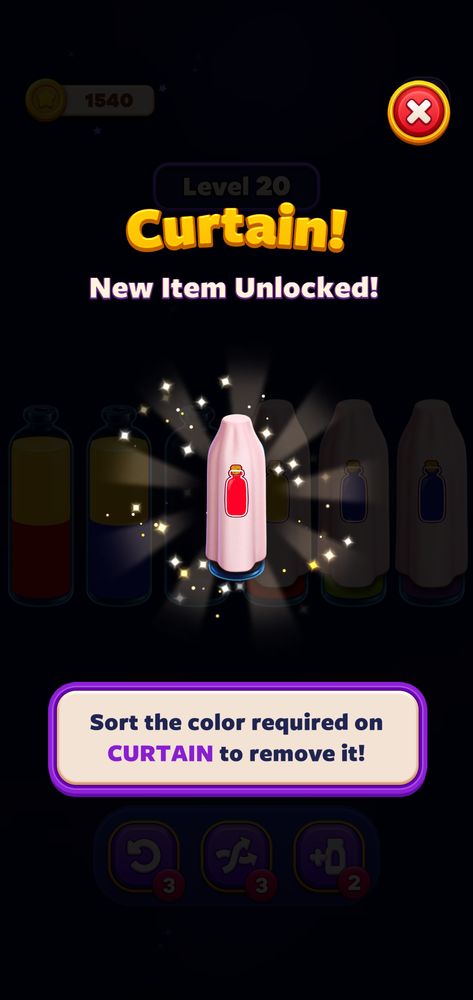 1540
Level 20
Curtain!
New Item Unlocked!
Sort the color required on
CURTAIN to remove it!
3
3
2